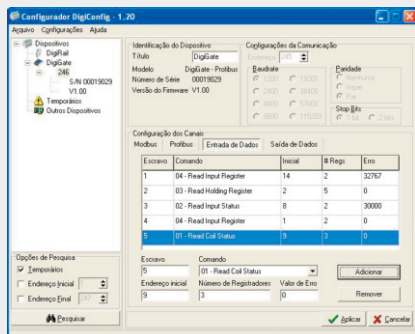 Configurador DigiConfig - 1.20
Arquivo Configurações Ajuda
Dispositivos
DigiRail
DigiGate
246
S/N 00019029
V1.00
Temporários
Outros Dispositivos
Opções de Pesquisa
Temporários
Endereço Inicial
Endereço Final 247
Pesquisar
Identificação do Dispositivo
Título DigiGate
Modelo DigiGate - Profibus
Número de Série 00019029
Versão do Firmware V1.00
Configurações da Comunicação
Endereço 245
Baudrate
1200 19200
2400 38400
4800 57600
9600 115200
Paridade
Nenhuma
Impar
Par
Stop Bits
1 bit 2 bits
Configuração dos Canais
Modbus Profibus Entrada de Dados Saída de Dados
Escravo Comando Inicial # Regs Erro
1 04 - Read Input Register 14 2 32767
2 03 - Read Holding Register 2 5 0
3 02 - Read Input Status 8 2 30000
4 04 - Read Input Register 1 2 0
5 01 - Read Coil Status 9 3 0
Escravo Comando
5 01 - Read Coil Status Adicionar
Endereço inicial Número de Registradores Valor de Erro
9 3 0 Remover
Aplicar Cancelar